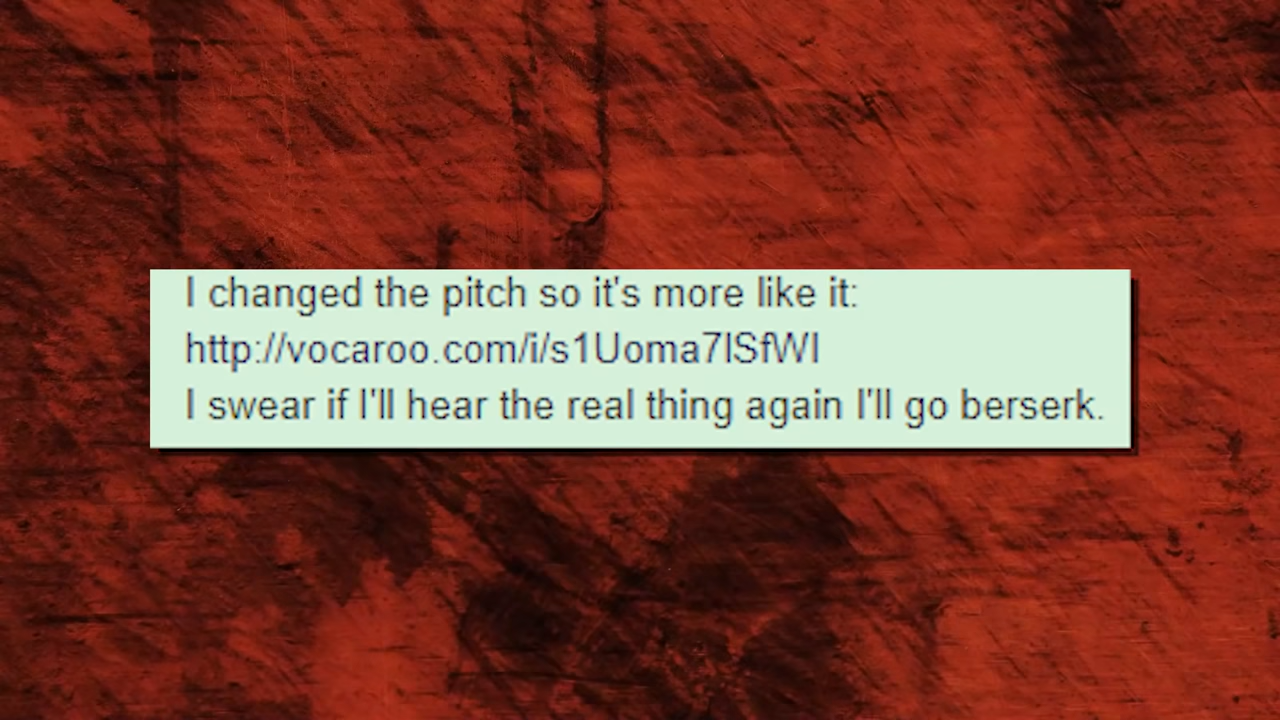 I changed the pitch so it's more like it:
http://vocaroo.com/i/s1Uoma7lSfWl
I swear if I'll hear the real thing again I'll go berserk.